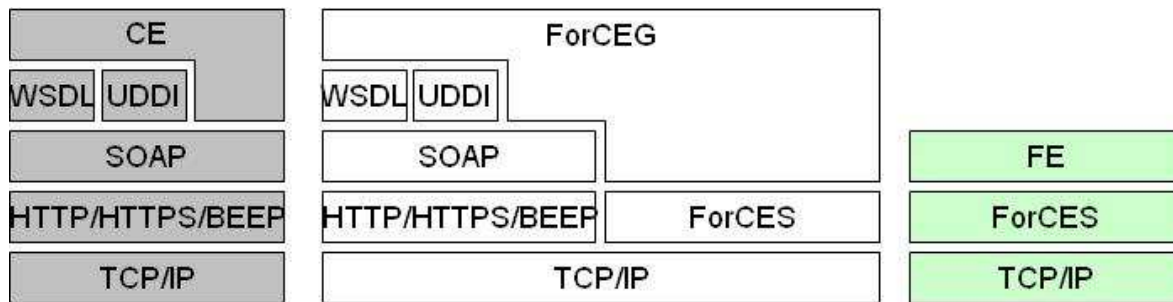 CE
ForCEG
WSDL UDDI
WSDL UDDI
SOAP
SOAP
FE
HTTP/HTTPS/BEEP
HTTP/HTTPS/BEEP
ForCES
ForCES
TCP/IP
TCP/IP
TCP/IP